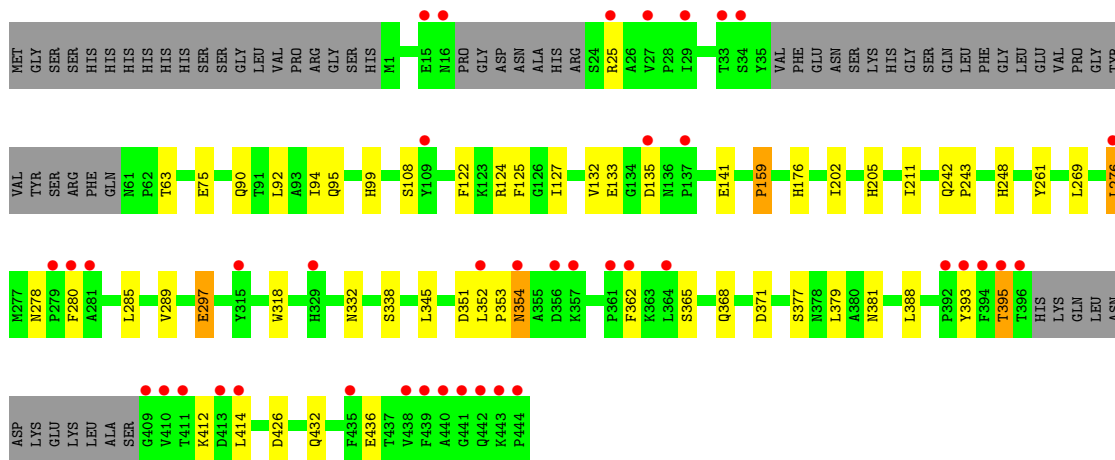 MET GLY SER SER HIS HIS HIS HIS HIS HIS SER SER GLY LEU VAL PRO ARG GLY SER HIS M1 E15 N16 PRO GLY ASP ASN ALA HIS ARG S24 R25 A26 V27 P28 I29 T33 S34 Y35 VAL PHE GLU ASN SER LYS HIS GLY SER GLN LEU PHE GLY LEU GLU VAL PRO GLY TYR
VAL TYR SER ARG PHE GLN N61 P62 T63 E75 Q90 T91 L92 A93 I94 Q95 H99 S108 Y109 F122 K123 R124 F125 G126 I127 V132 E133 G134 D135 N136 P137 E141 P159 H176 I202 H205 I211 Q242 P243 H248 Y261 L269 L276
M277 N278 P279 F280 A281 L285 V289 E297 Y315 W318 H329 N332 S338 L345 D351 L352 P353 N354 A355 D356 K357 P361 F362 K363 L364 S365 Q368 D371 S377 N378 L379 A380 N381 L388 P392 Y393 F394 T395 T396 HIS LYS GLN LEU ASN
ASP LYS GLU LYS LEU ALA SER G409 V410 T411 K412 D413 L414 D426 Q432 F435 E436 T437 V438 F439 A440 G441 Q442 K443 P444